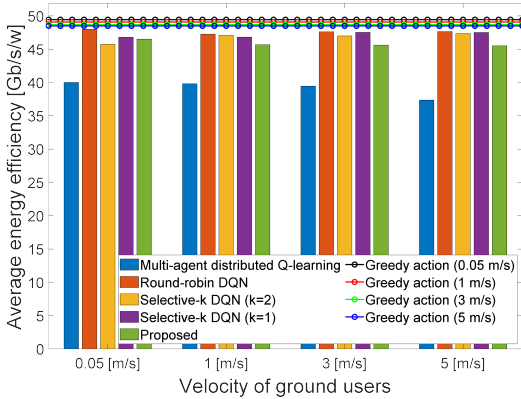 Average energy efficiency [Gb/s/w]
50
45
40
35
30
25
20
15
10
5
0
Multi-agent distributed Q-learning
Round-robin DQN
Selective-k DQN (k=2)
Selective-k DQN (k=1)
Proposed
Greedy action (0.05 m/s)
Greedy action (1 m/s)
Greedy action (3 m/s)
Greedy action (5 m/s)
0.05 [m/s]
1 [m/s]
3 [m/s]
5 [m/s]
Velocity of ground users